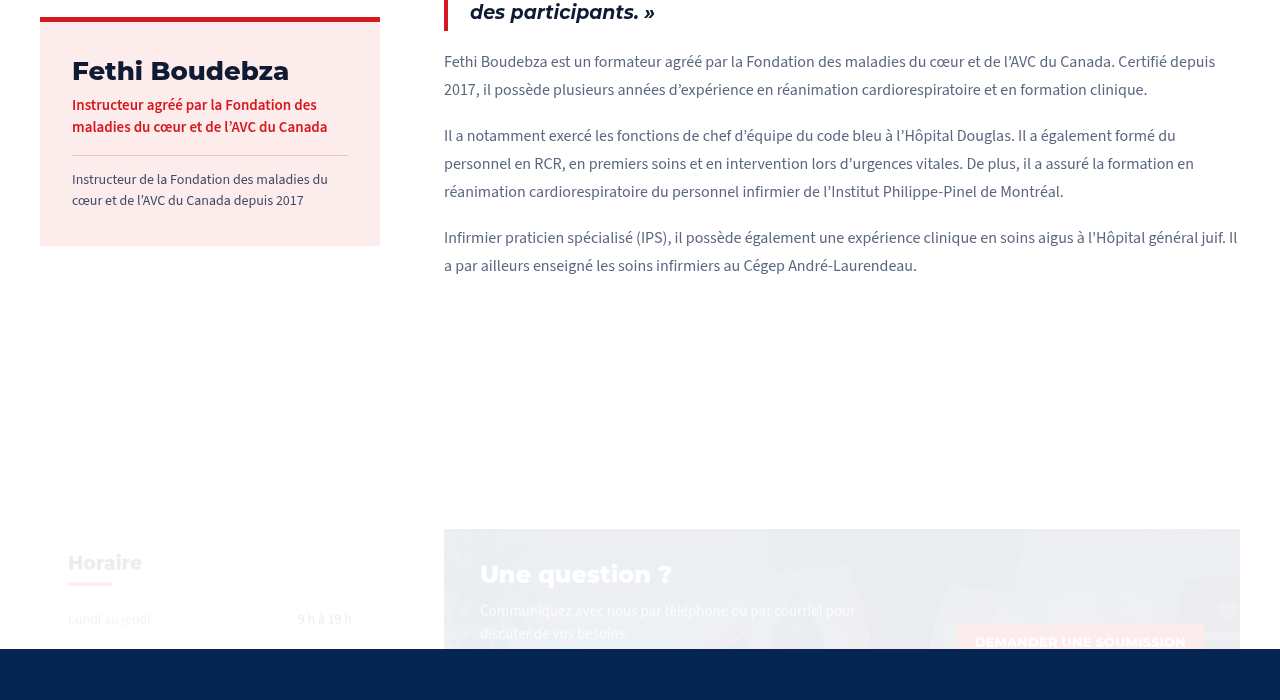 des participants. »
Fethi Boudebza
Instructeur agréé par la Fondation des
maladies du cœur et de l’AVC du Canada
Instructeur de la Fondation des maladies du
cœur et de l’AVC du Canada depuis 2017
Fethi Boudebza est un formateur agréé par la Fondation des maladies du cœur et de l’AVC du Canada. Certifié depuis
2017, il possède plusieurs années d’expérience en réanimation cardiorespiratoire et en formation clinique.
Il a notamment exercé les fonctions de chef d’équipe du code bleu à l’Hôpital Douglas. Il a également formé du
personnel en RCR, en premiers soins et en intervention lors d’urgences vitales. De plus, il a assuré la formation en
réanimation cardiorespiratoire du personnel infirmier de l’Institut Philippe-Pinel de Montréal.
Infirmier praticien spécialisé (IPS), il possède également une expérience clinique en soins aigus à l’Hôpital général juif. Il
a par ailleurs enseigné les soins infirmiers au Cégep André-Laurendeau.
Horaire
Lundi au jeudi 9 h à 19 h
Une question ?
Communiquez avec nous par téléphone ou par courriel pour
discuter de vos besoins.
DEMANDER UNE SOUMISSION